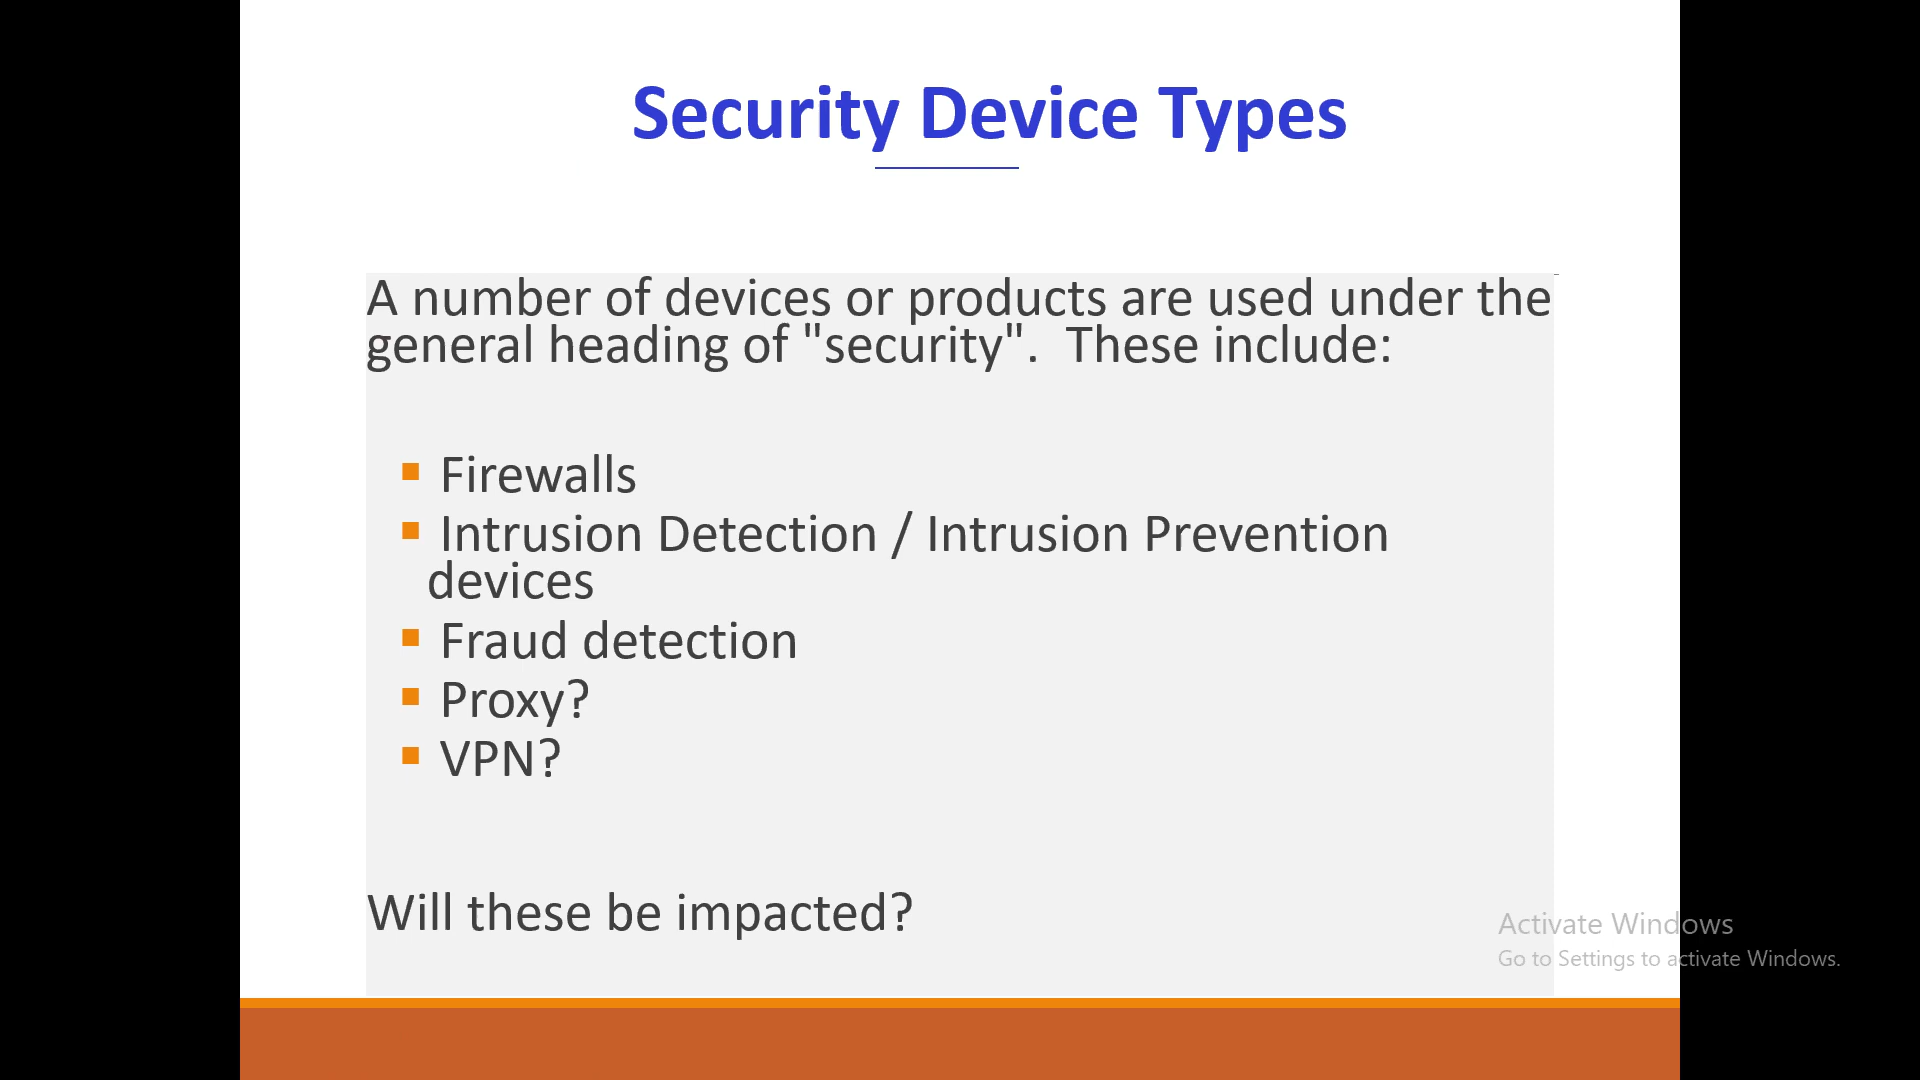 Security Device Types
A number of devices or products are used under the
general heading of "security".  These include:
Firewalls
Intrusion Detection / Intrusion Prevention
devices
Fraud detection
Proxy?
VPN?
Will these be impacted?
Activate Windows
Go to Settings to activate Windows.